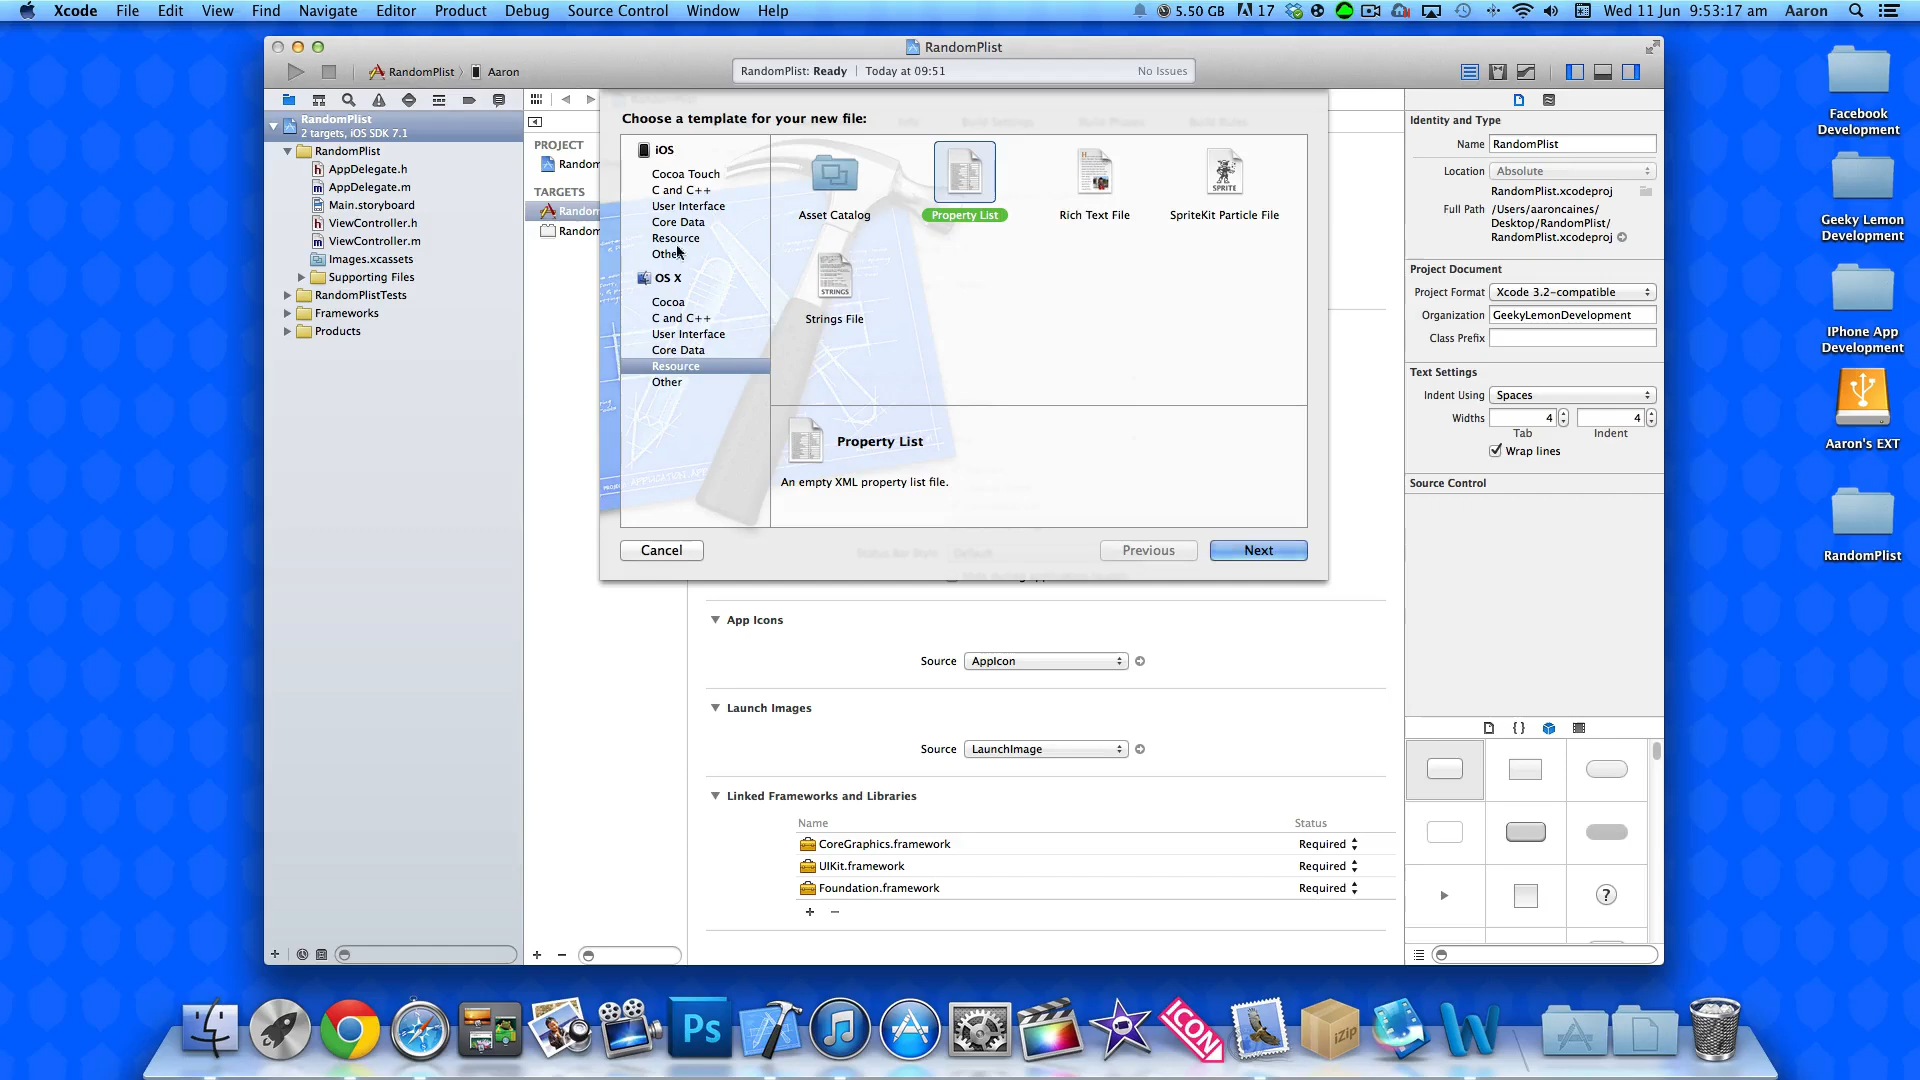 Xcode File Edit View Find Navigate Editor Product Debug Source Control Window Help
5.50 GB 17 Wed 11 Jun 9:53:17 am Aaron
RandomPlist
RandomPlist Aaron
RandomPlist: Ready Today at 09:51 No Issues
RandomPlist
2 targets, iOS SDK 7.1
RandomPlist
AppDelegate.h
AppDelegate.m
Main.storyboard
ViewController.h
ViewController.m
Images.xcassets
Supporting Files
RandomPlistTests
Frameworks
Products
PROJECT
Random
TARGETS
Random
Random
Choose a template for your new file:
iOS
Cocoa Touch
C and C++
User Interface
Core Data
Resource
Other
OS X
Cocoa
C and C++
User Interface
Core Data
Resource
Other
Asset Catalog
Property List
Rich Text File
SPRITE
SpriteKit Particle File
STRINGS
Strings File
Property List
An empty XML property list file.
Cancel
Previous
Next
App Icons
Source AppIcon
Launch Images
Source LaunchImage
Linked Frameworks and Libraries
Name Status
CoreGraphics.framework Required
UIKit.framework Required
Foundation.framework Required
Identity and Type
Name RandomPlist
Location Absolute
RandomPlist.xcodeproj
Full Path /Users/aaroncaines/
Desktop/RandomPlist/
RandomPlist.xcodeproj
Project Document
Project Format Xcode 3.2-compatible
Organization GeekyLemonDevelopment
Class Prefix
Text Settings
Indent Using Spaces
Widths 4 4
Tab Indent
Wrap lines
Source Control
{ }
?
Facebook
Development
Geeky Lemon
Development
IPhone App
Development
Aaron's EXT
RandomPlist
Ps
ICON
iZip